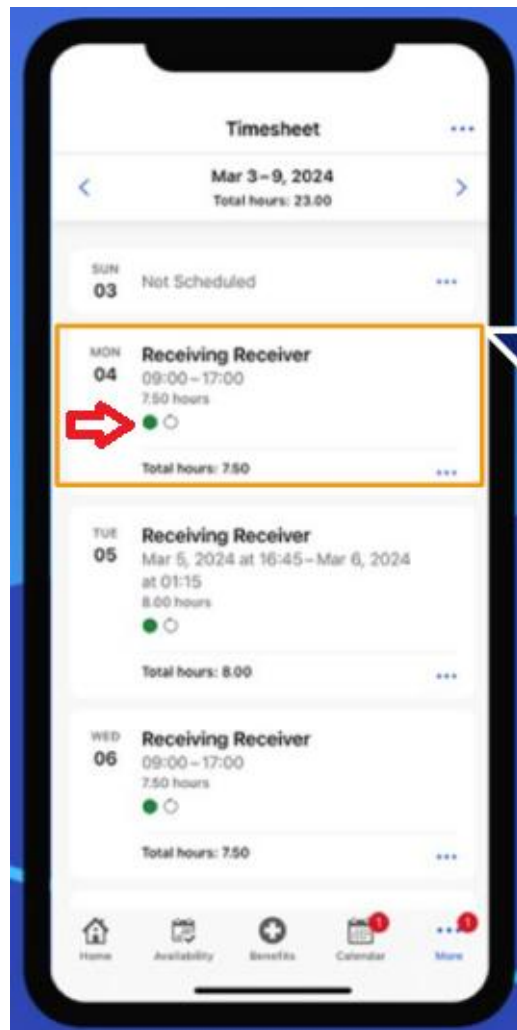 Timesheet
Mar 3–9, 2024
Total hours: 23.00
SUN
03
Not Scheduled
MON
04
Receiving Receiver
09:00–17:00
7.50 hours
Total hours: 7.50
TUE
05
Receiving Receiver
Mar 5, 2024 at 16:45–Mar 6, 2024
at 01:15
8.00 hours
Total hours: 8.00
WED
06
Receiving Receiver
09:00–17:00
7.50 hours
Total hours: 7.50
1
1
Home
Availability
Benefits
Calendar
More